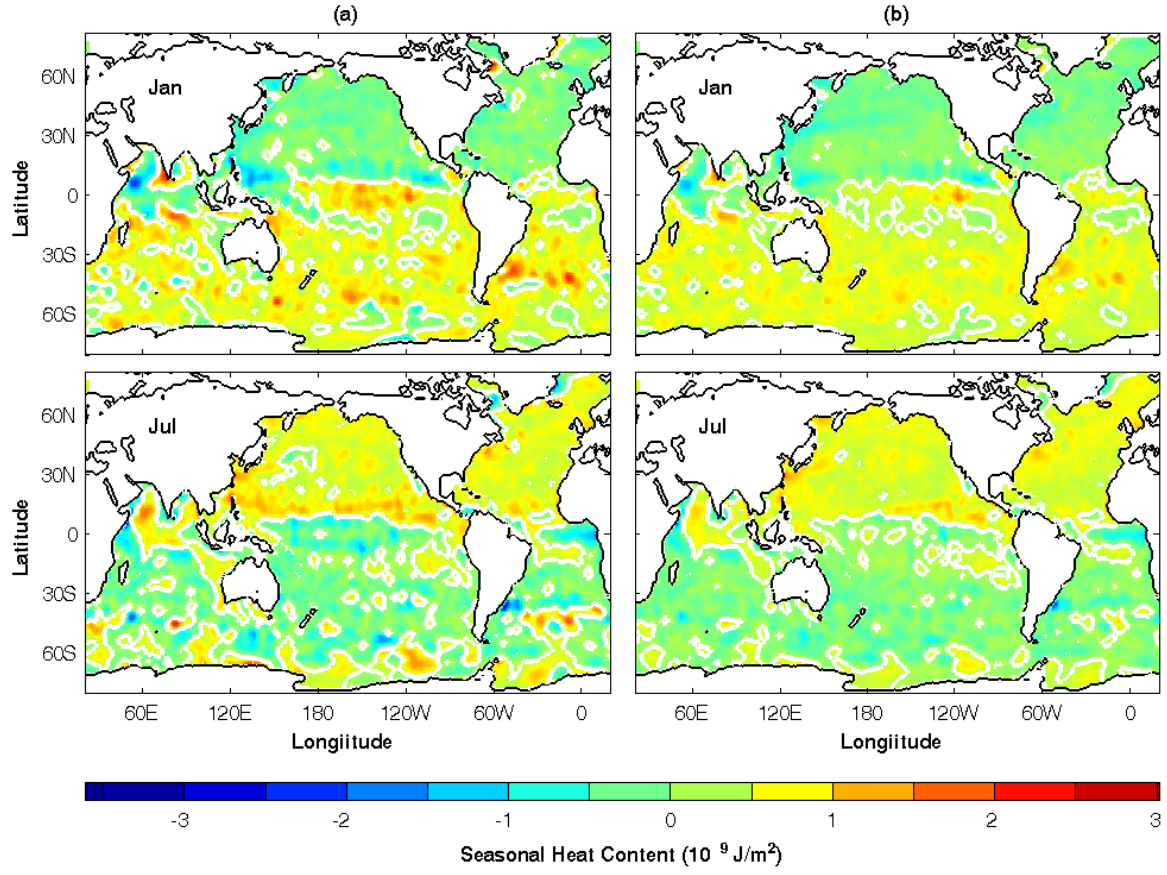 (a) (b)
60N
Jan Jan
30N
Latitude
0
30S
60S
60N
Jul Jul
30N
Latitude
0
30S
60S
60E 120E 180 120W 60W 0 60E 120E 180 120W 60W 0
Longiitude Longiitude
-3 -2 -1 0 1 2 3
Seasonal Heat Content (10 ⁹ J/m²)